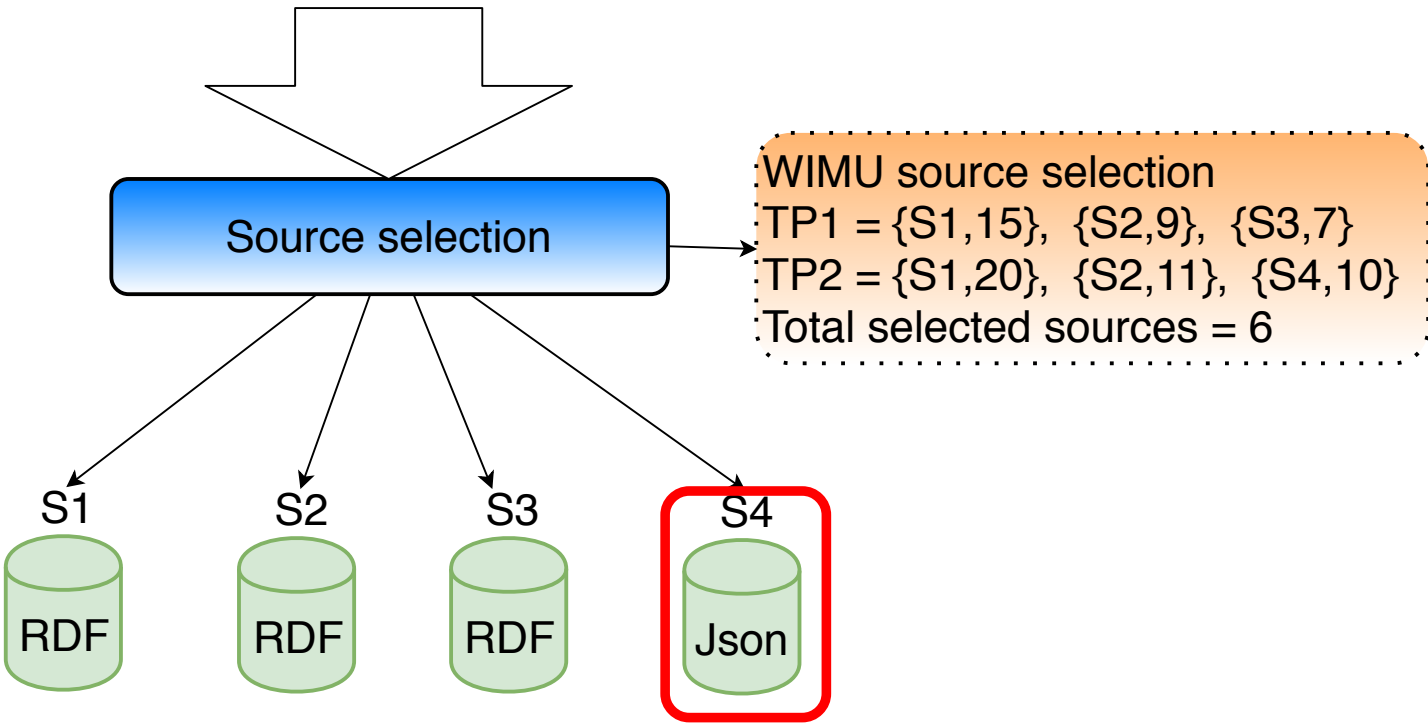 Source selection
WIMU source selection
TP1 = {S1,15}, {S2,9}, {S3,7}
TP2 = {S1,20}, {S2,11}, {S4,10}
Total selected sources = 6
S1
S2
S3
S4
RDF
RDF
RDF
Json